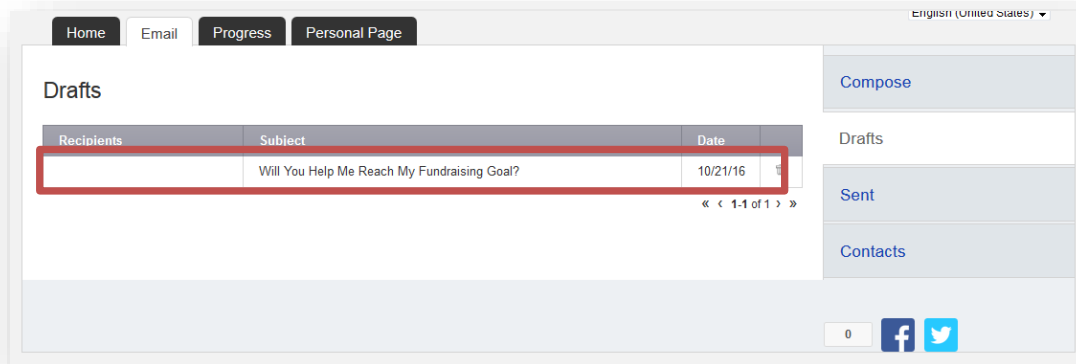 English (United States)
Home Email Progress Personal Page
Drafts
Recipients Subject Date
Will You Help Me Reach My Fundraising Goal? 10/21/16
« ‹ 1-1 of 1 › »
Compose
Drafts
Sent
Contacts
0